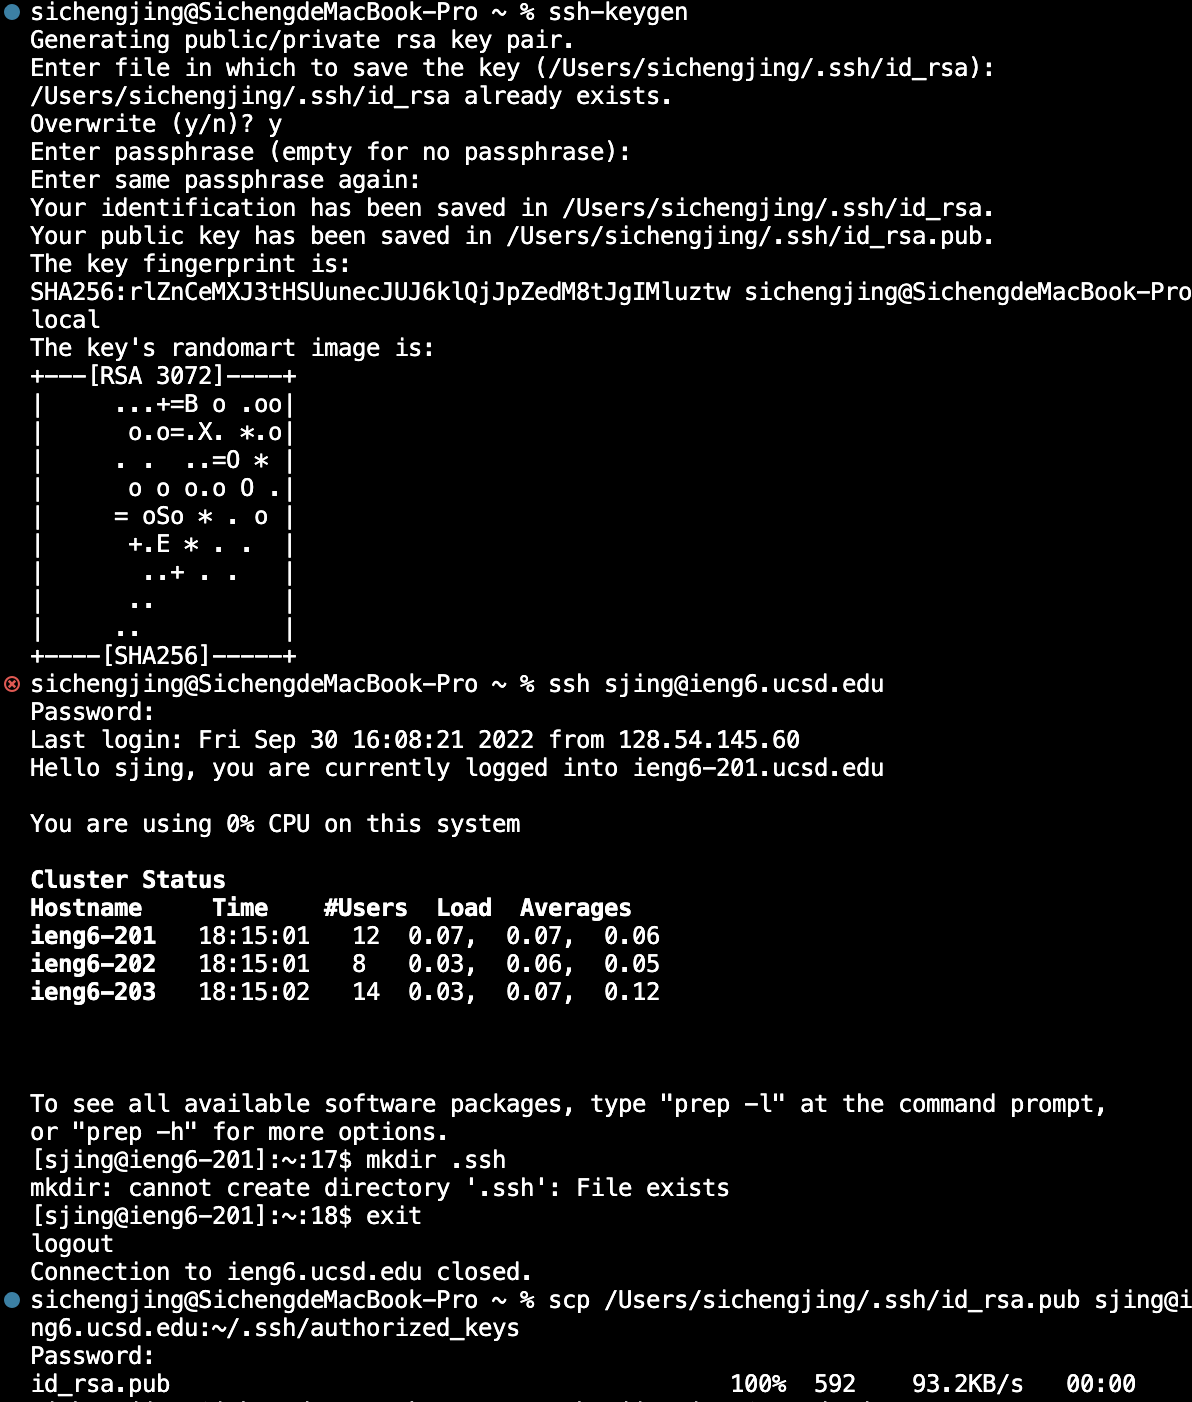 sichengjing@SichengdeMacBook-Pro ~ % ssh-keygen
Generating public/private rsa key pair.
Enter file in which to save the key (/Users/sichengjing/.ssh/id_rsa):
/Users/sichengjing/.ssh/id_rsa already exists.
Overwrite (y/n)? y
Enter passphrase (empty for no passphrase):
Enter same passphrase again:
Your identification has been saved in /Users/sichengjing/.ssh/id_rsa.
Your public key has been saved in /Users/sichengjing/.ssh/id_rsa.pub.
The key fingerprint is:
SHA256:rlZnCeMXJ3tHSUunecJUJ6klQjJpZedM8tJgIMluztw sichengjing@SichengdeMacBook-Pro
local
The key's randomart image is:
+---[RSA 3072]----+
|     ...+=B o .oo|
|      o.o=.X. *.o|
|     . .  ..=O * |
|      o o o.o O .|
|     = oSo * . o |
|      +.E * . .  |
|       ..+ . .   |
|      ..         |
|     ..          |
+----[SHA256]-----+
sichengjing@SichengdeMacBook-Pro ~ % ssh sjing@ieng6.ucsd.edu
Password:
Last login: Fri Sep 30 16:08:21 2022 from 128.54.145.60
Hello sjing, you are currently logged into ieng6-201.ucsd.edu
You are using 0% CPU on this system
Cluster Status
Hostname     Time    #Users  Load  Averages
ieng6-201   18:15:01   12  0.07,  0.07,  0.06
ieng6-202   18:15:01   8   0.03,  0.06,  0.05
ieng6-203   18:15:02   14  0.03,  0.07,  0.12
To see all available software packages, type "prep -l" at the command prompt,
or "prep -h" for more options.
[sjing@ieng6-201]:~:17$ mkdir .ssh
mkdir: cannot create directory '.ssh': File exists
[sjing@ieng6-201]:~:18$ exit
logout
Connection to ieng6.ucsd.edu closed.
sichengjing@SichengdeMacBook-Pro ~ % scp /Users/sichengjing/.ssh/id_rsa.pub sjing@i
ng6.ucsd.edu:~/.ssh/authorized_keys
Password:
id_rsa.pub                                        100%  592    93.2KB/s   00:00